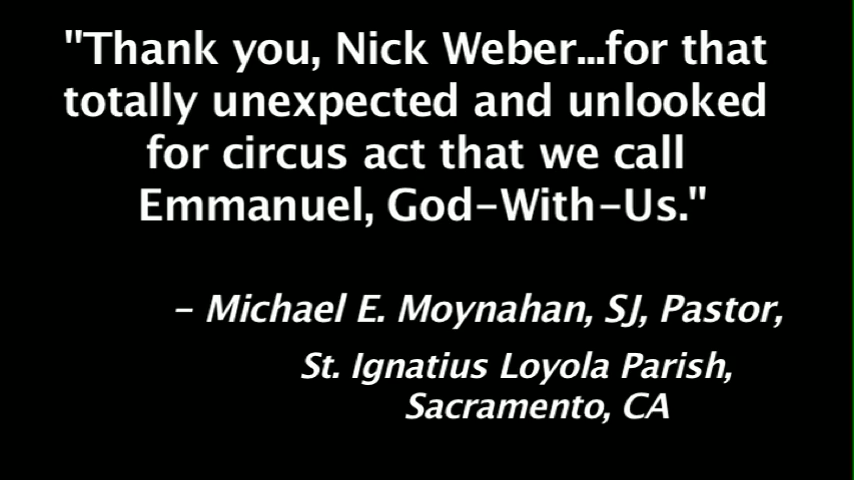 "Thank you, Nick Weber...for that
totally unexpected and unlooked
for circus act that we call
Emmanuel, God-With-Us."
- Michael E. Moynahan, SJ, Pastor,
St. Ignatius Loyola Parish,
Sacramento, CA